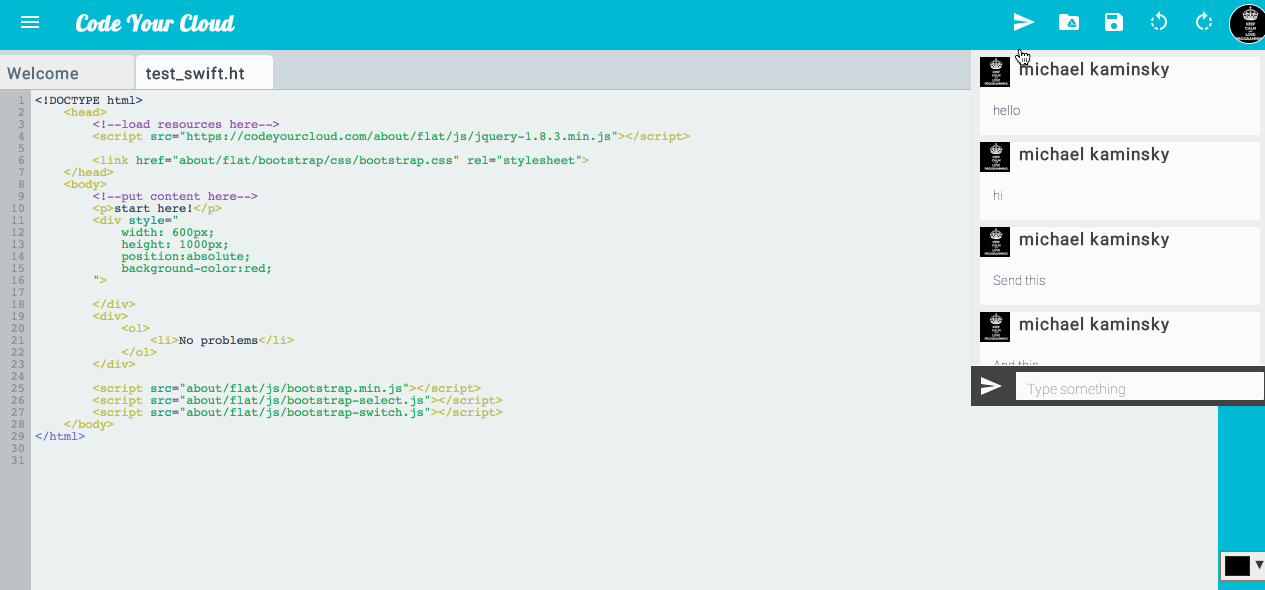 Code Your Cloud
Welcome
test_swift.ht
1 <!DOCTYPE html>
2 <head>
3 <!--load resources here-->
4 <script src="https://codeyourcloud.com/about/flat/js/jquery-1.8.3.min.js"></script>
5
6 <link href="about/flat/bootstrap/css/bootstrap.css" rel="stylesheet">
7 </head>
8 <body>
9 <!--put content here-->
10 <p>start here!</p>
11 <div style="
12 width: 600px;
13 height: 1000px;
14 position:absolute;
15 background-color:red;
16 ">
17
18 </div>
19 <div>
20 <ol>
21 <li>No problems</li>
22 </ol>
23 </div>
24
25 <script src="about/flat/js/bootstrap.min.js"></script>
26 <script src="about/flat/js/bootstrap-select.js"></script>
27 <script src="about/flat/js/bootstrap-switch.js"></script>
28 </body>
29 </html>
30
31
michael kaminsky
hello
michael kaminsky
hi
michael kaminsky
Send this
michael kaminsky
And this
Type something
KEEP
CALM
AND
LOVE
PROGRAMMING